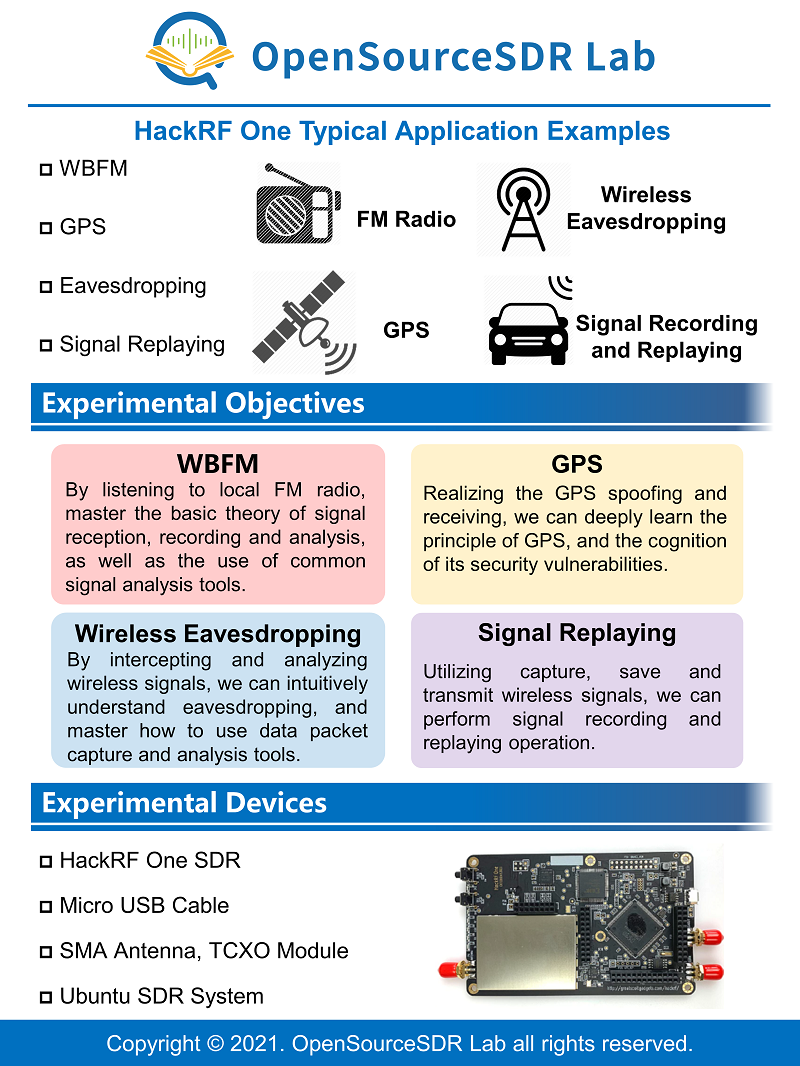 OpenSourceSDR Lab
HackRF One Typical Application Examples
WBFM
GPS
Eavesdropping
Signal Replaying
FM Radio
Wireless
Eavesdropping
GPS
Signal Recording
and Replaying
Experimental Objectives
WBFM
By listening to local FM radio,
master the basic theory of signal
reception, recording and analysis,
as well as the use of common
signal analysis tools.
GPS
Realizing the GPS spoofing and
receiving, we can deeply learn the
principle of GPS, and the cognition
of its security vulnerabilities.
Wireless Eavesdropping
By intercepting and analyzing
wireless signals, we can intuitively
understand eavesdropping, and
master how to use data packet
capture and analysis tools.
Signal Replaying
Utilizing capture, save and
transmit wireless signals, we can
perform signal recording and
replaying operation.
Experimental Devices
HackRF One SDR
Micro USB Cable
SMA Antenna, TCXO Module
Ubuntu SDR System
HackRF One
Copyright © 2021. OpenSourceSDR Lab all rights reserved.